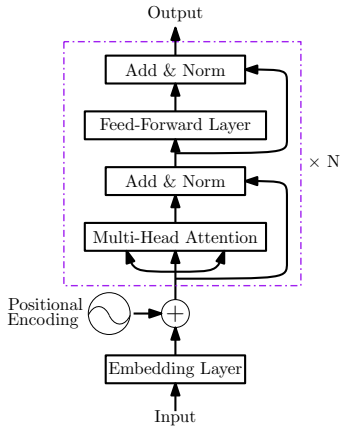 Output
Add & Norm
Feed-Forward Layer
× N
Add & Norm
Multi-Head Attention
Positional
Encoding
+
Embedding Layer
Input